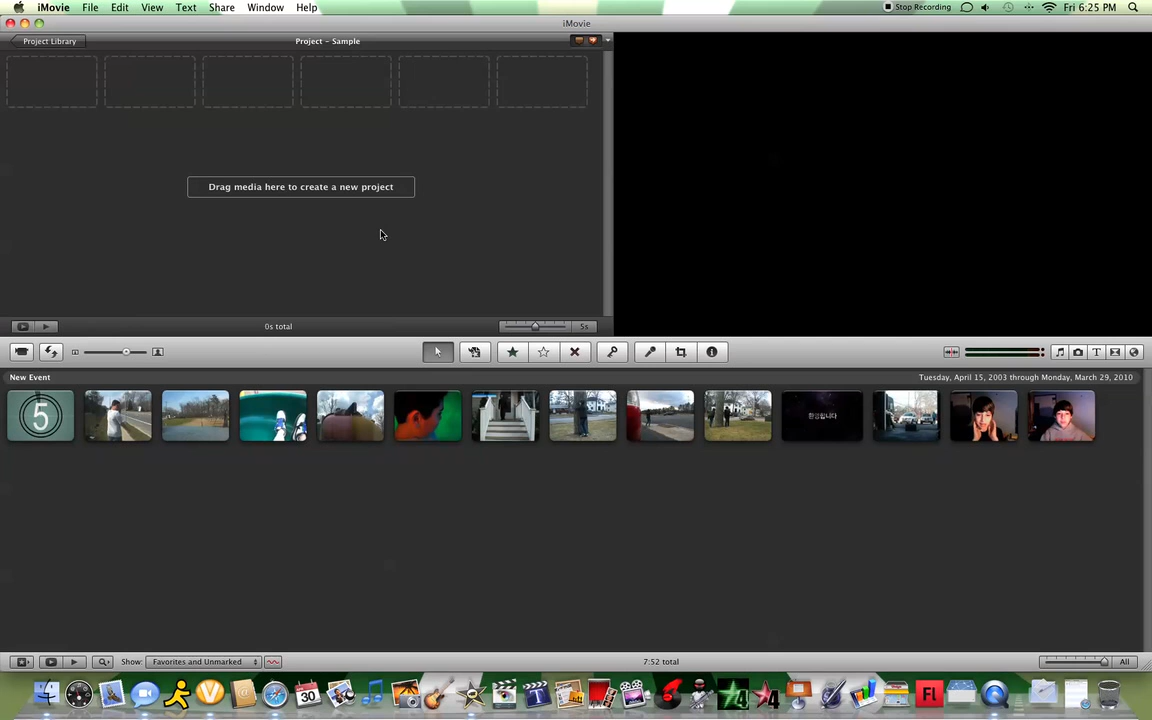 iMovie File Edit View Text Share Window Help Stop Recording Fri 6:25 PM
iMovie
Project Library Project - Sample
Drag media here to create a new project
0s total 5s
New Event Tuesday, April 15, 2003 through Monday, March 29, 2010
5
Show: Favorites and Unmarked 7:52 total All